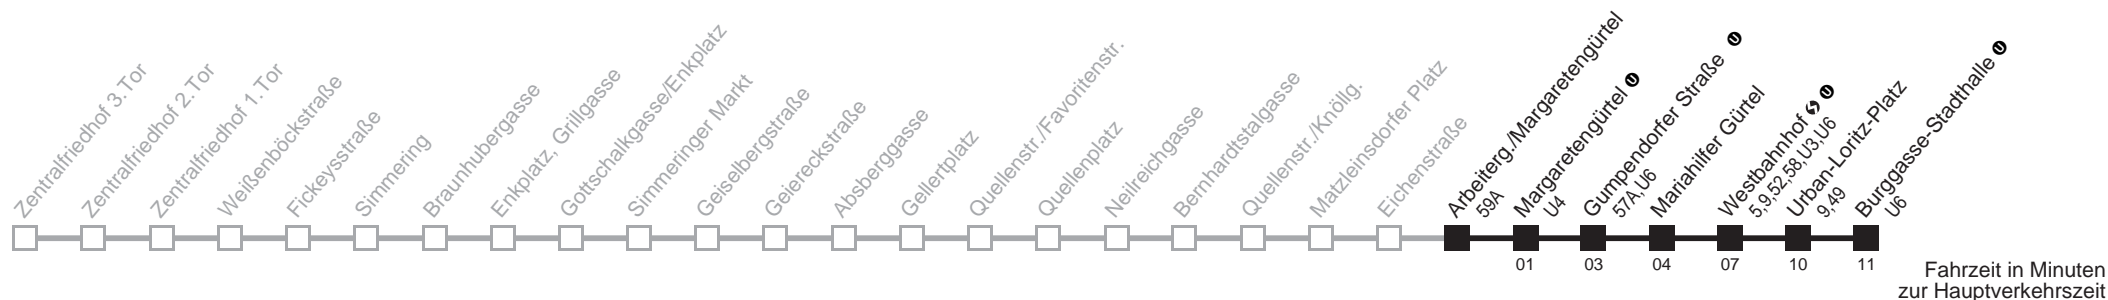 Zentralfriedhof 3.Tor
Zentralfriedhof 2.Tor
Zentralfriedhof 1.Tor
Weißenböckstraße
Fickeysstraße
Simmering
Braunhubergasse
Enkplatz, Grillgasse
Gottschalkgasse/Enkplatz
Simmeringer Markt
Geiselbergstraße
Geiereckstraße
Absberggasse
Gellertplatz
Quellenstr./Favoritenstr.
Quellenplatz
Neilreichgasse
Bernhardtstalgasse
Quellenstr./Knöllg.
Matzleinsdorfer Platz
Eichenstraße
Arbeiterg./Margaretengürtel
59A
Margaretengürtel U
U4
Gumpendorfer Straße U
57A,U6
Mariahilfer Gürtel
Westbahnhof S U
5,9,52,58,U3,U6
Urban-Loritz-Platz
9,49
Burggasse-Stadthalle U
U6
01
03
04
07
10
11
Fahrzeit in Minuten
zur Hauptverkehrszeit